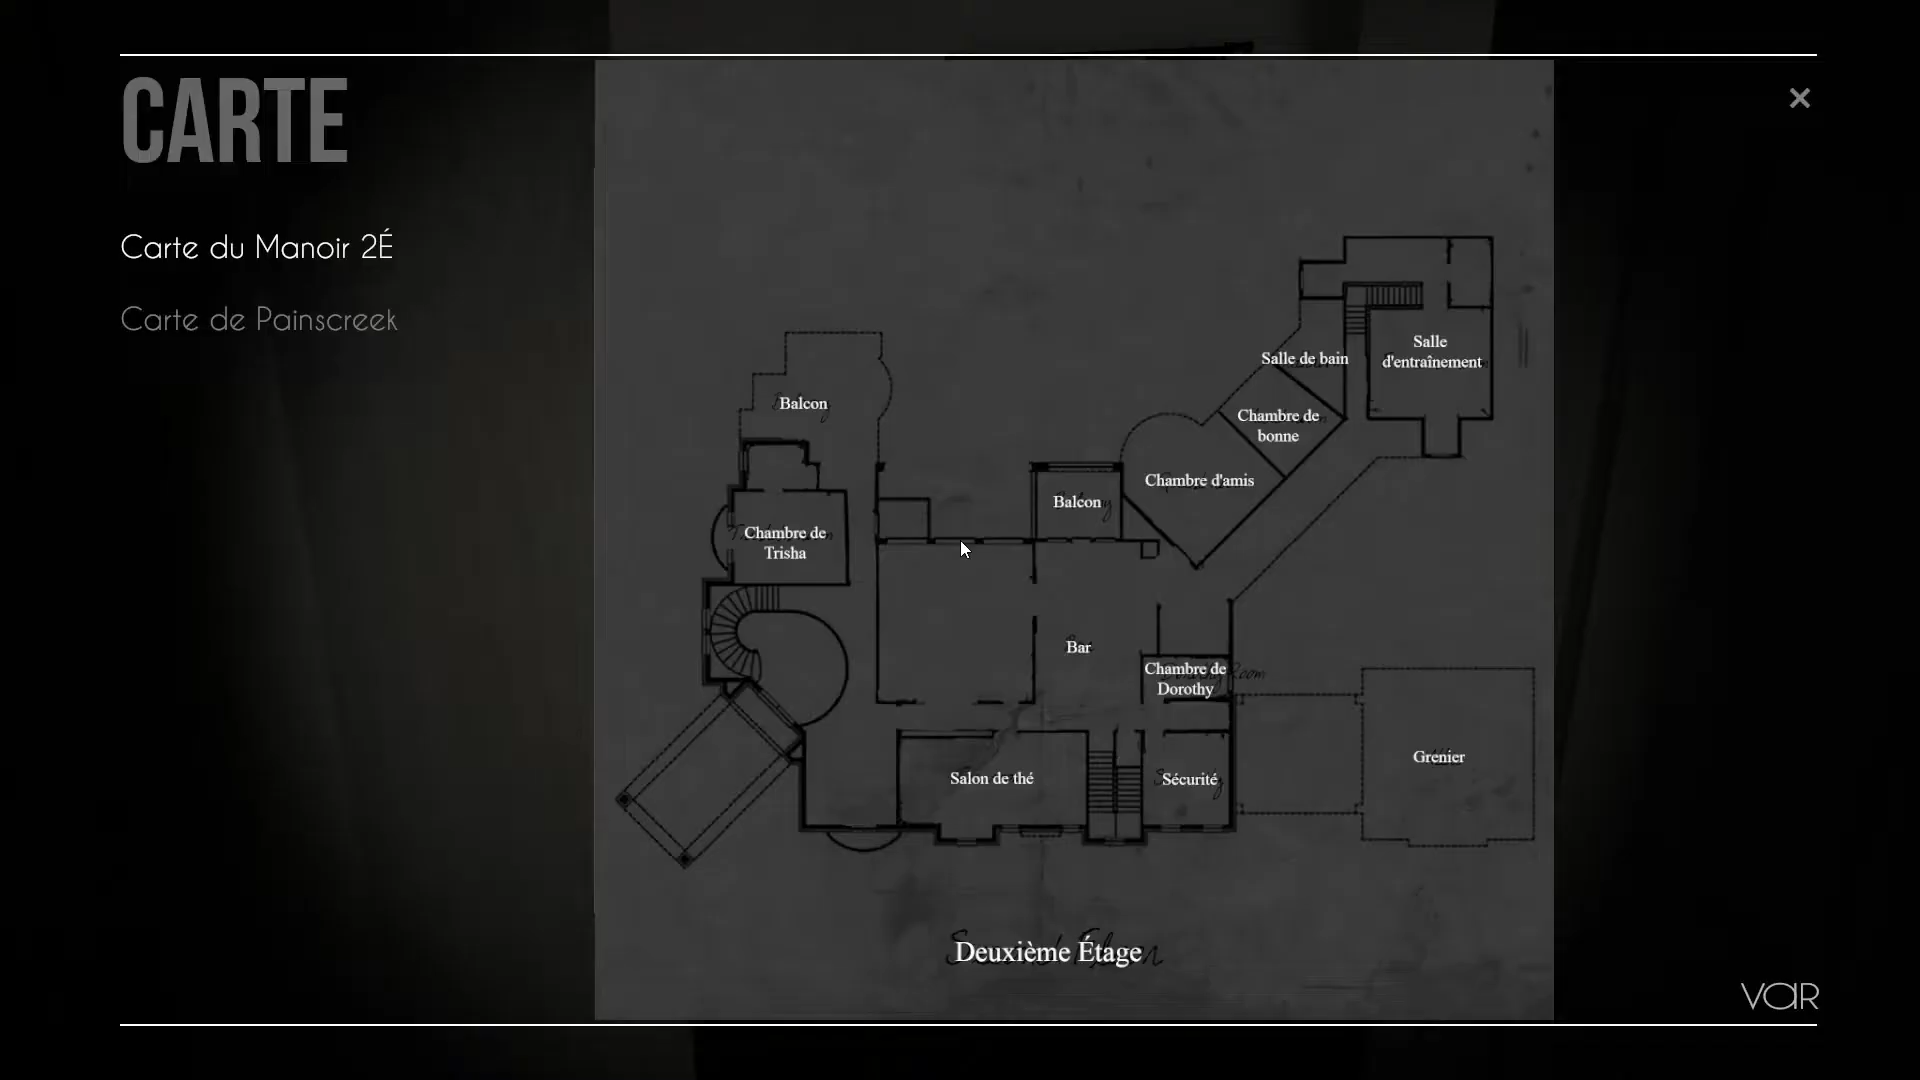 CARTE
Carte du Manoir 2É
Carte de Painscreek
Salle de bain
Salle
d'entraînement
Balcon
Chambre de
bonne
Chambre d'amis
Balcon
Chambre de
Trisha
Bar
Chambre de
Dorothy
Room
Salon de thé
Sécurité
Grenier
Deuxième Étage
VAR